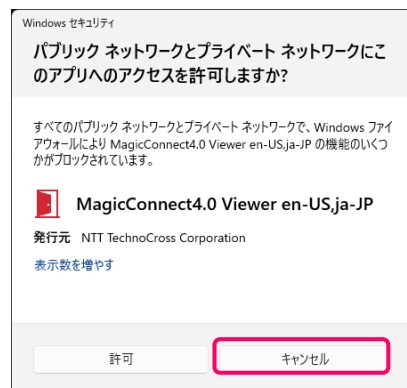 Windows セキュリティ
パブリック ネットワークとプライベート ネットワークにこ
のアプリへのアクセスを許可しますか?
すべてのパブリック ネットワークとプライベート ネットワークで、Windows ファイ
アウォールにより MagicConnect4.0 Viewer en-US,ja-JP の機能のいくつ
かがブロックされています。
MagicConnect4.0 Viewer en-US,ja-JP
発行元 NTT TechnoCross Corporation
表示数を増やす
許可
キャンセル